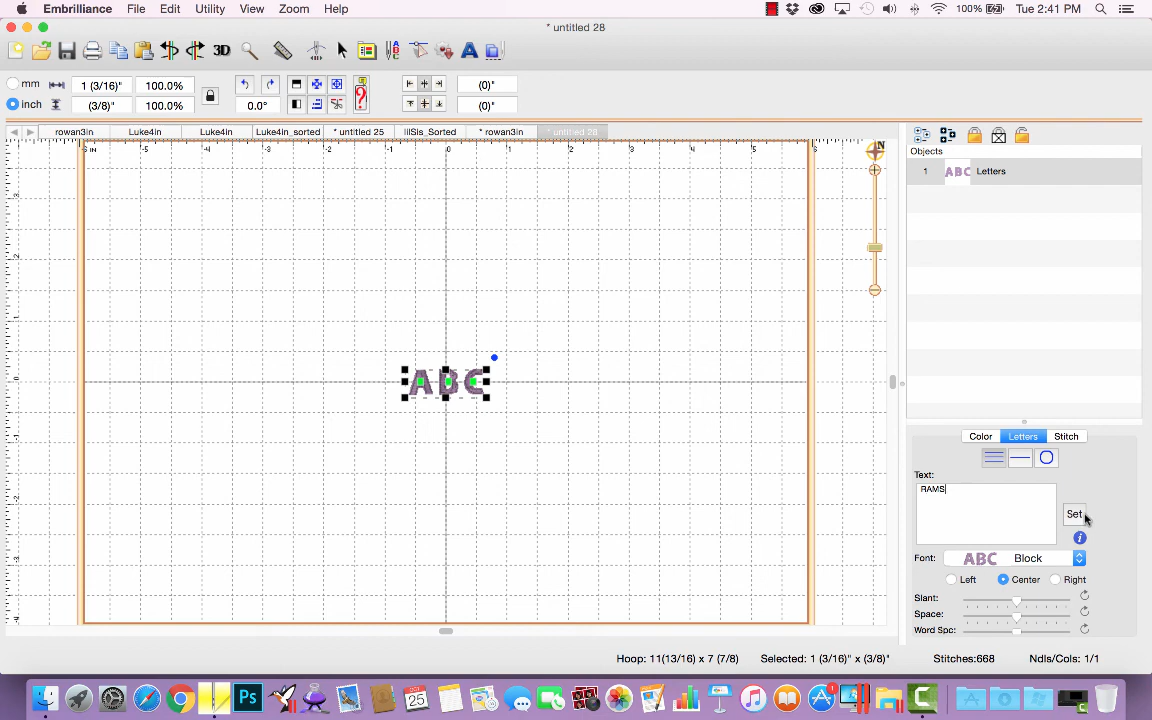 Embrilliance File Edit Utility View Zoom Help 100% Tue 2:41 PM
* untitled 28
3D
mm 1 (3/16)" 100.0% (0)"
inch (3/8)" 100.0% 0.0° (0)"
rowan3in Luke4in Luke4in Luke4in_sorted * untitled 25 lilSis_Sorted * rowan3in * untitled 28
N
Objects
1 ABC Letters
ABC
Color Letters Stitch
Text:
RAMS
Set
Font: ABC Block
Left Center Right
Slant:
Space:
Word Spc:
Hoop: 11(13/16) x 7 (7/8) Selected: 1 (3/16)" x (3/8)" Stitches:668 Ndls/Cols: 1/1